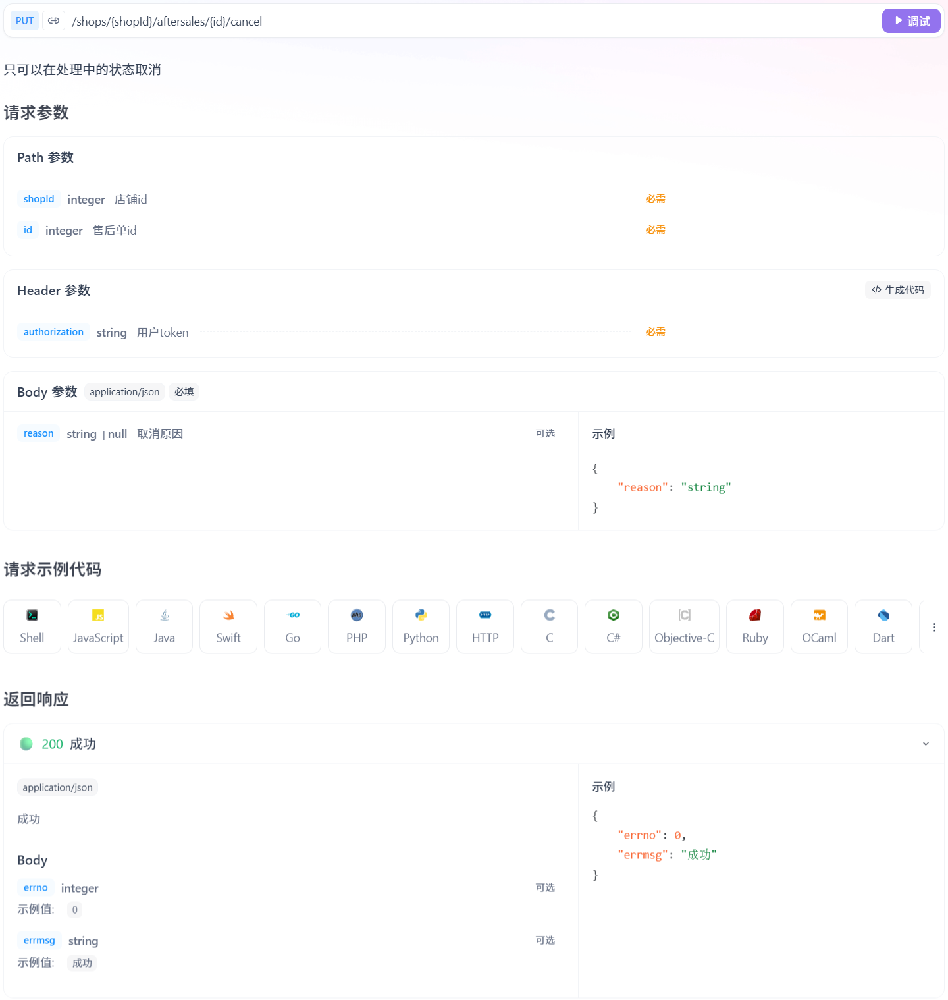 PUT /shops/{shopId}/aftersales/{id}/cancel 调试
只可以在处理中的状态取消
请求参数
Path 参数
shopId integer 店铺id 必需
id integer 售后单id 必需
Header 参数 生成代码
authorization string 用户token 必需
Body 参数 application/json 必填
reason string | null 取消原因 可选
示例
{
"reason": "string"
}
请求示例代码
Shell JavaScript Java Swift Go PHP Python HTTP C C# Objective-C Ruby OCaml Dart
返回响应
200 成功
application/json
成功
Body
errno integer 可选
示例值: 0
errmsg string 可选
示例值: 成功
示例
{
"errno": 0,
"errmsg": "成功"
}